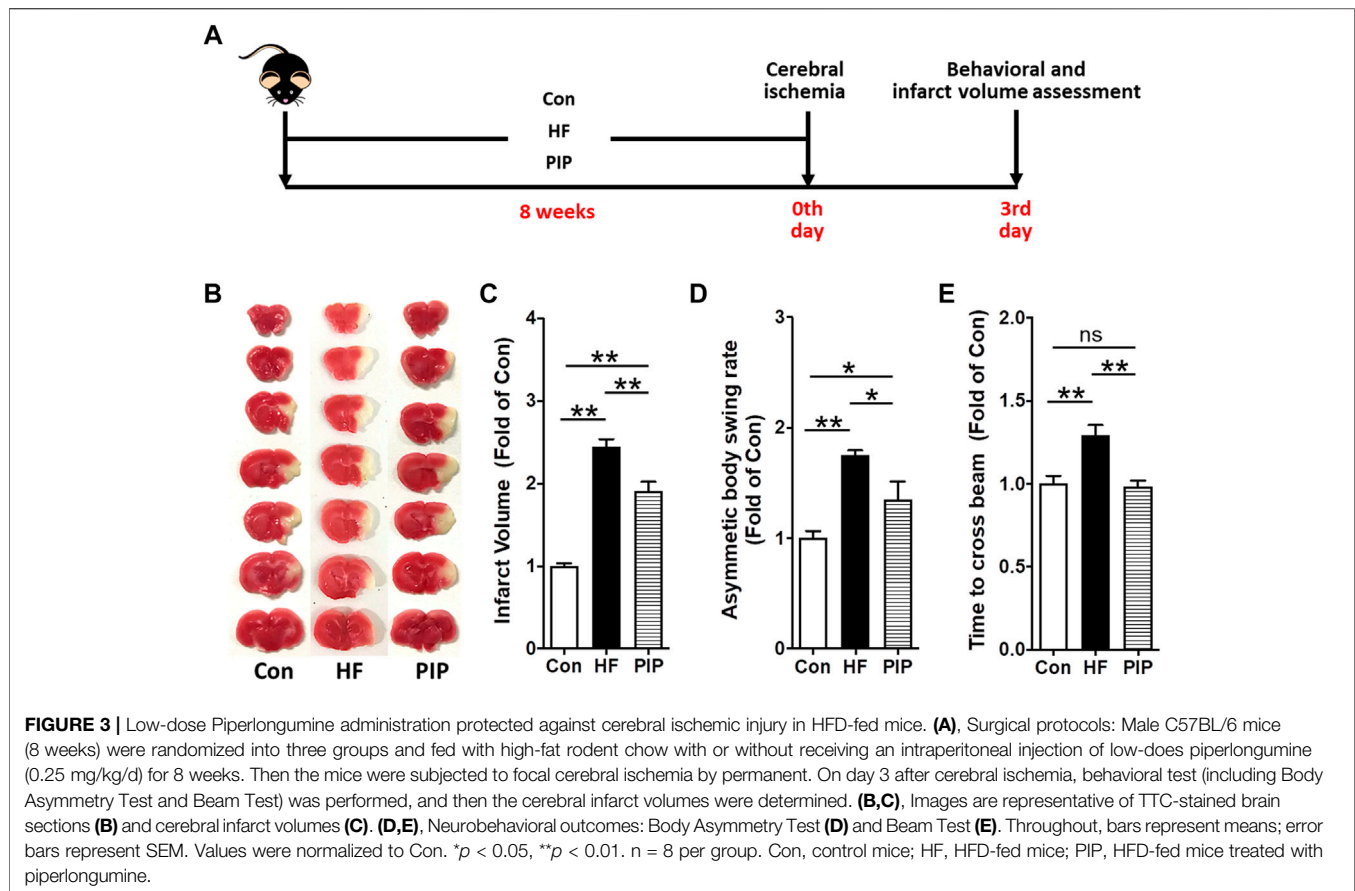 A
Con
HF
PIP
Cerebral
ischemia
Behavioral and
infarct volume assessment
8 weeks
0th
day
3rd
day
B
Con HF PIP
C
Infarct Volume (Fold of Con)
4
3
2
1
0
**
**
**
Con HF PIP
D
Asymmetic body swing rate
(Fold of Con)
3
2
1
0
*
*
**
Con HF PIP
E
Time to cross beam (Fold of Con)
2.0
1.5
1.0
0.5
0.0
ns
**
**
Con HF PIP
FIGURE 3 | Low-dose Piperlongumine administration protected against cerebral ischemic injury in HFD-fed mice. (A), Surgical protocols: Male C57BL/6 mice
(8 weeks) were randomized into three groups and fed with high-fat rodent chow with or without receiving an intraperitoneal injection of low-does piperlongumine
(0.25 mg/kg/d) for 8 weeks. Then the mice were subjected to focal cerebral ischemia by permanent. On day 3 after cerebral ischemia, behavioral test (including Body
Asymmetry Test and Beam Test) was performed, and then the cerebral infarct volumes were determined. (B,C), Images are representative of TTC-stained brain
sections (B) and cerebral infarct volumes (C). (D,E), Neurobehavioral outcomes: Body Asymmetry Test (D) and Beam Test (E). Throughout, bars represent means; error
bars represent SEM. Values were normalized to Con. *p < 0.05, **p < 0.01. n = 8 per group. Con, control mice; HF, HFD-fed mice; PIP, HFD-fed mice treated with
piperlongumine.